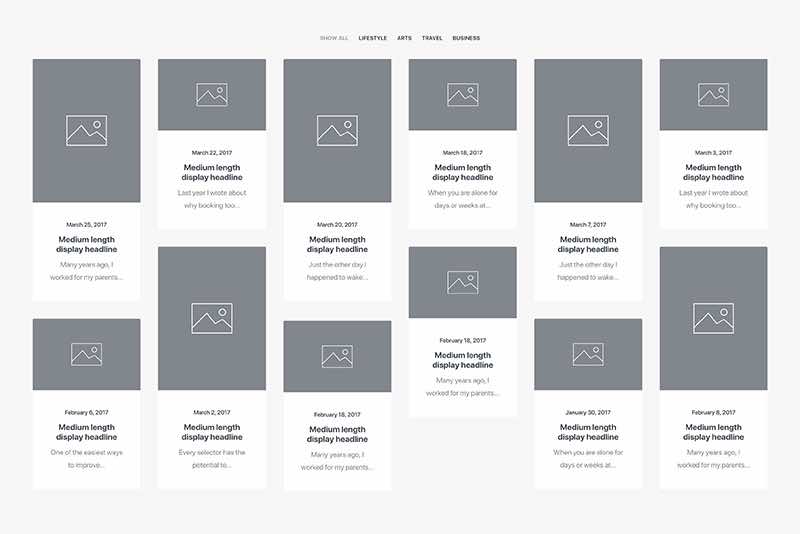 SHOW ALL LIFESTYLE ARTS TRAVEL BUSINESS
March 25, 2017
Medium length
display headline
Many years ago, I
worked for my parents...
February 6, 2017
Medium length
display headline
One of the easiest ways
to improve...
March 22, 2017
Medium length
display headline
Last year I wrote about
why booking too...
March 2, 2017
Medium length
display headline
Every selector has the
potential to...
March 20, 2017
Medium length
display headline
Just the other day I
happened to wake...
February 18, 2017
Medium length
display headline
Many years ago, I
worked for my parents...
March 18, 2017
Medium length
display headline
When you are alone for
days or weeks at...
February 18, 2017
Medium length
display headline
Many years ago, I
worked for my parents...
March 7, 2017
Medium length
display headline
Just the other day I
happened to wake...
January 30, 2017
Medium length
display headline
When you are alone for
days or weeks at...
March 3, 2017
Medium length
display headline
Last year I wrote about
why booking too...
February 8, 2017
Medium length
display headline
Many years ago, I
worked for my parents...